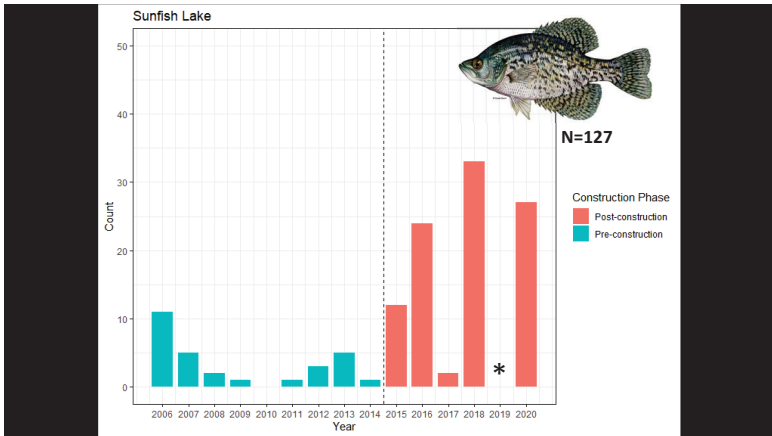 Sunfish Lake
50
40
30
20
10
0
Count
2006 2007 2008 2009 2010 2011 2012 2013 2014 2015 2016 2017 2018 2019 2020
Year
*
N=127
Construction Phase
Post-construction
Pre-construction